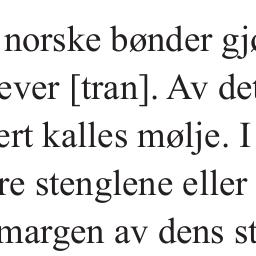 norske bønder gjø
ever [tran]. Av det
ert kalles mølje. I
re stenglene eller
margen av dens st